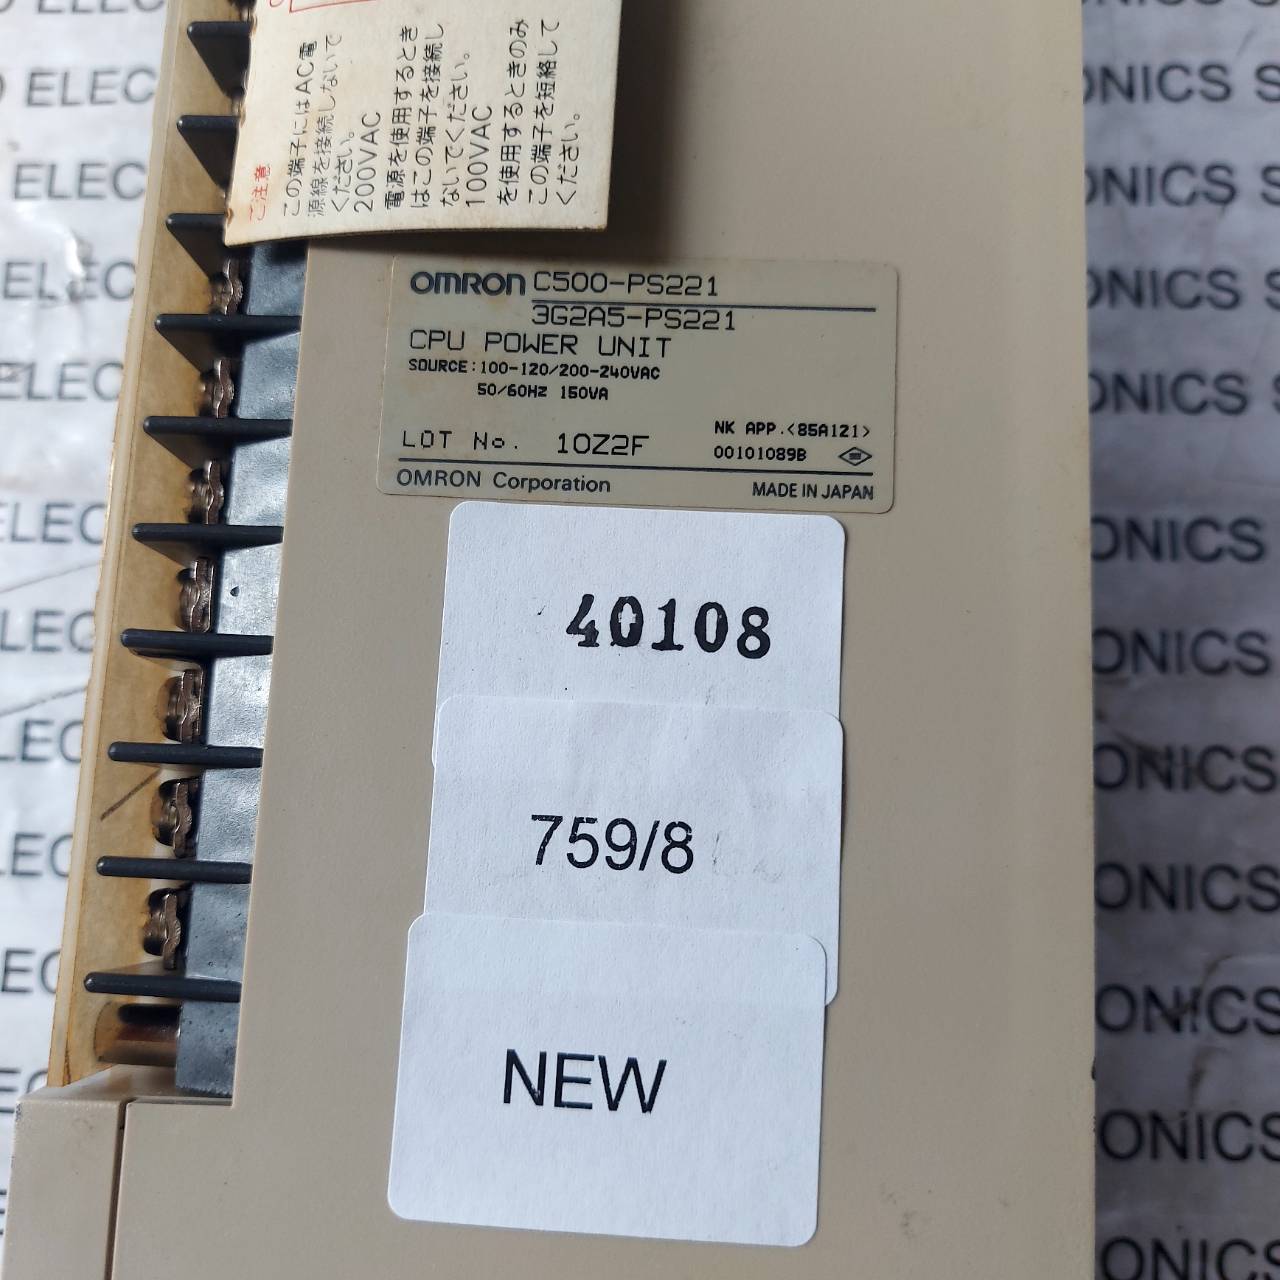 ご注意
この端子にはAC電
源線を接続しないで
ください。
200VAC
電源を使用するとき
はこの端子を接続し
ないでください。
100VAC
を使用するときのみ
この端子を短絡して
ください。
OMRON C500-PS221
3G2A5-PS221
CPU POWER UNIT
SOURCE:100-120/200-240VAC
50/60HZ 150VA
NK APP.<85A121>
LOT No. 10Z2F
00101089B
OMRON Corporation
MADE IN JAPAN
40108
759/8
NEW
ELEC
ELEC
ELEC
ELEC
ELEC
ONICS S
ONICS S
ONICS
ONICS
ONICS
ONICS
ONICS
ONICS
ONICS
ONICS
ONICS S